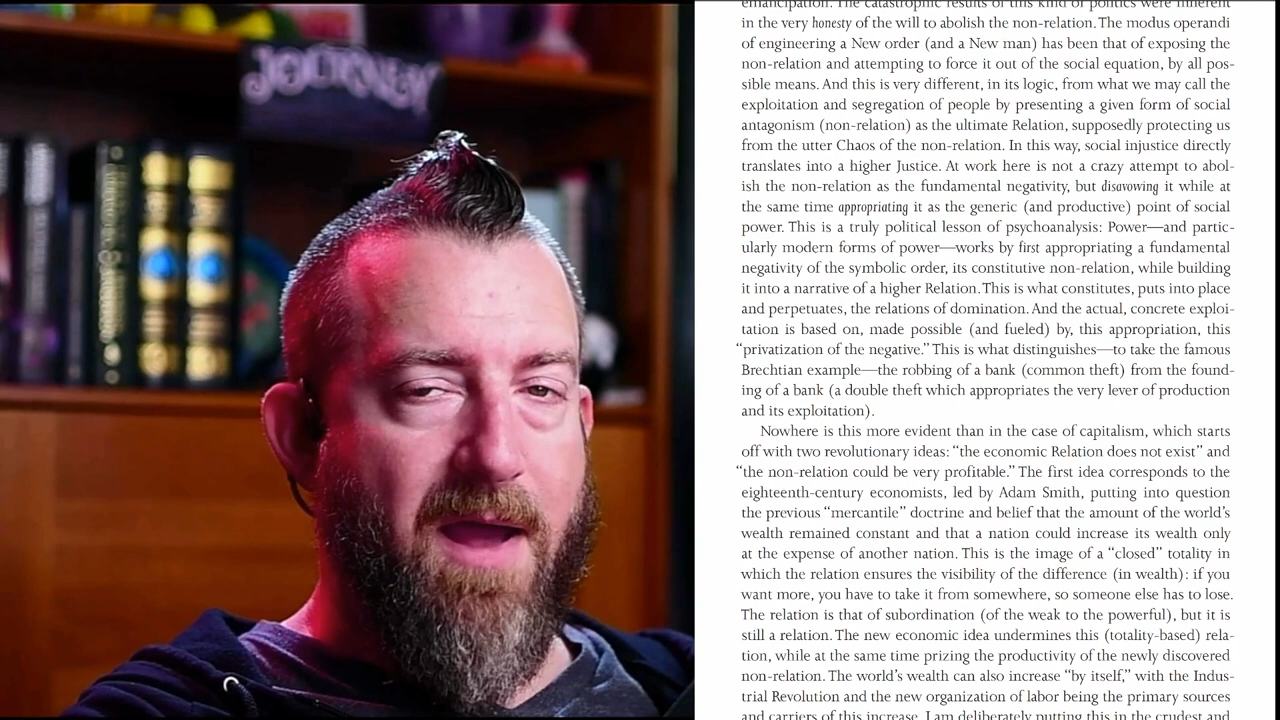 JOURNEY
emancipation. The catastrophic results of this kind of politics were inherent
in the very honesty of the will to abolish the non-relation. The modus operandi
of engineering a New order (and a New man) has been that of exposing the
non-relation and attempting to force it out of the social equation, by all pos-
sible means. And this is very different, in its logic, from what we may call the
exploitation and segregation of people by presenting a given form of social
antagonism (non-relation) as the ultimate Relation, supposedly protecting us
from the utter Chaos of the non-relation. In this way, social injustice directly
translates into a higher Justice. At work here is not a crazy attempt to abol-
ish the non-relation as the fundamental negativity, but disavowing it while at
the same time appropriating it as the generic (and productive) point of social
power. This is a truly political lesson of psychoanalysis: Power—and partic-
ularly modern forms of power—works by first appropriating a fundamental
negativity of the symbolic order, its constitutive non-relation, while building
it into a narrative of a higher Relation. This is what constitutes, puts into place
and perpetuates, the relations of domination. And the actual, concrete exploi-
tation is based on, made possible (and fueled) by, this appropriation, this
“privatization of the negative.” This is what distinguishes—to take the famous
Brechtian example—the robbing of a bank (common theft) from the found-
ing of a bank (a double theft which appropriates the very lever of production
and its exploitation).
Nowhere is this more evident than in the case of capitalism, which starts
off with two revolutionary ideas: “the economic Relation does not exist” and
“the non-relation could be very profitable.” The first idea corresponds to the
eighteenth-century economists, led by Adam Smith, putting into question
the previous “mercantile” doctrine and belief that the amount of the world’s
wealth remained constant and that a nation could increase its wealth only
at the expense of another nation. This is the image of a “closed” totality in
which the relation ensures the visibility of the difference (in wealth): if you
want more, you have to take it from somewhere, so someone else has to lose.
The relation is that of subordination (of the weak to the powerful), but it is
still a relation. The new economic idea undermines this (totality-based) rela-
tion, while at the same time prizing the productivity of the newly discovered
non-relation. The world’s wealth can also increase “by itself,” with the Indus-
trial Revolution and the new organization of labor being the primary sources
and carriers of this increase. I am deliberately putting this in the crudest and